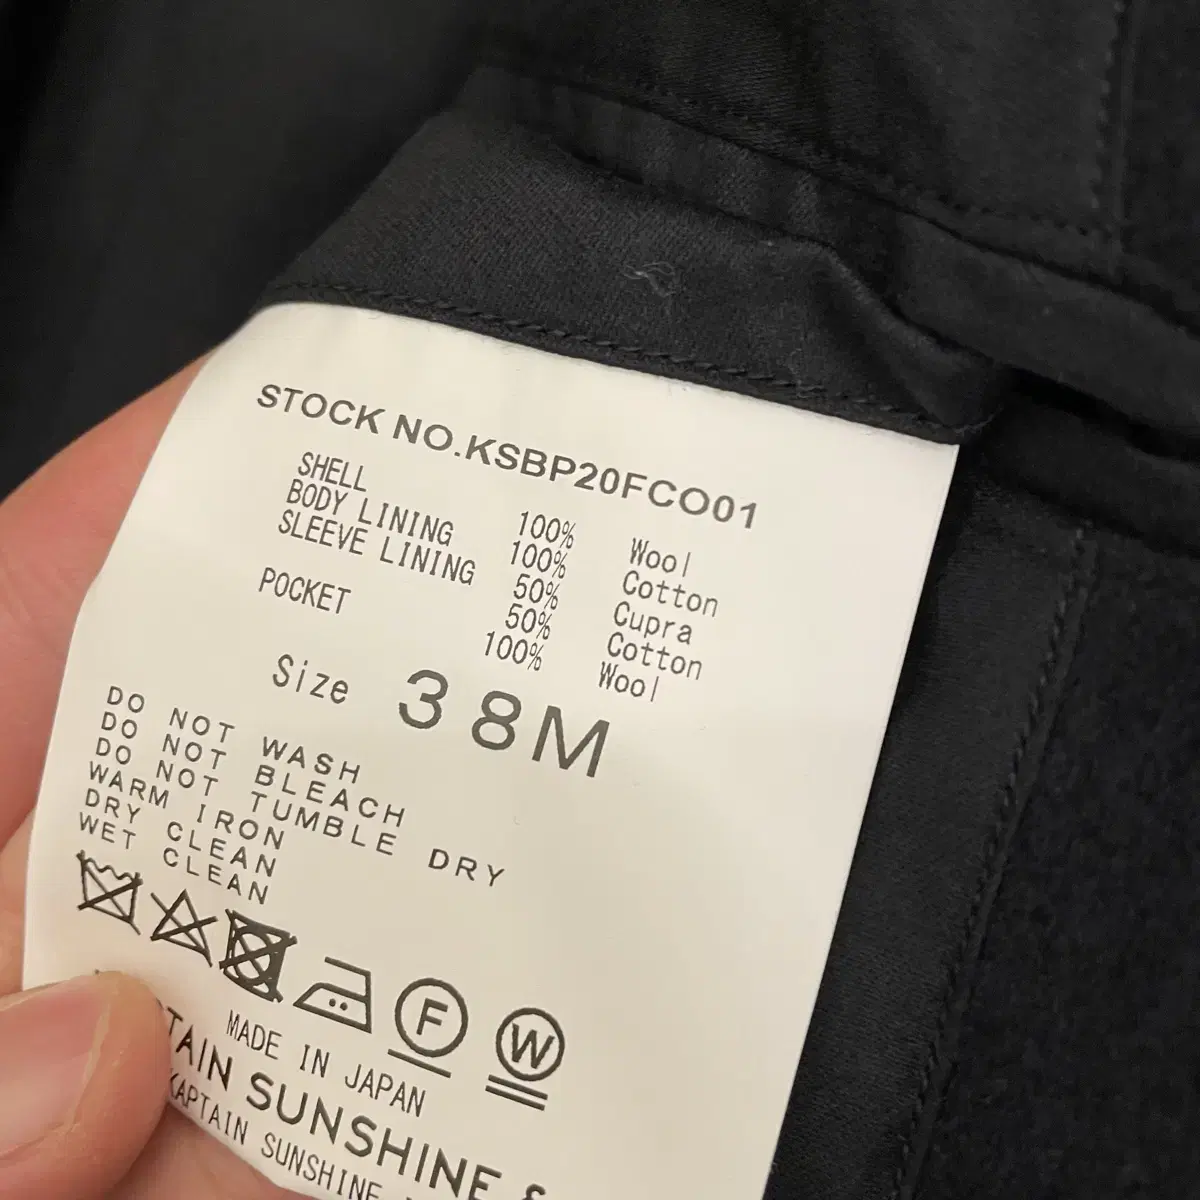 STOCK NO.KSBP20FCO01
SHELL 100% Wool
BODY LINING 100% Cotton
SLEEVE LINING 50% Cupra
50% Cotton
POCKET 100% Wool
Size 38M
DO NOT WASH
DO NOT BLEACH
DO NOT TUMBLE DRY
WARM IRON
DRY CLEAN
WET CLEAN
F W
MADE IN JAPAN
TAIN SUNSHINE &
KAPTAIN SUNSHINE